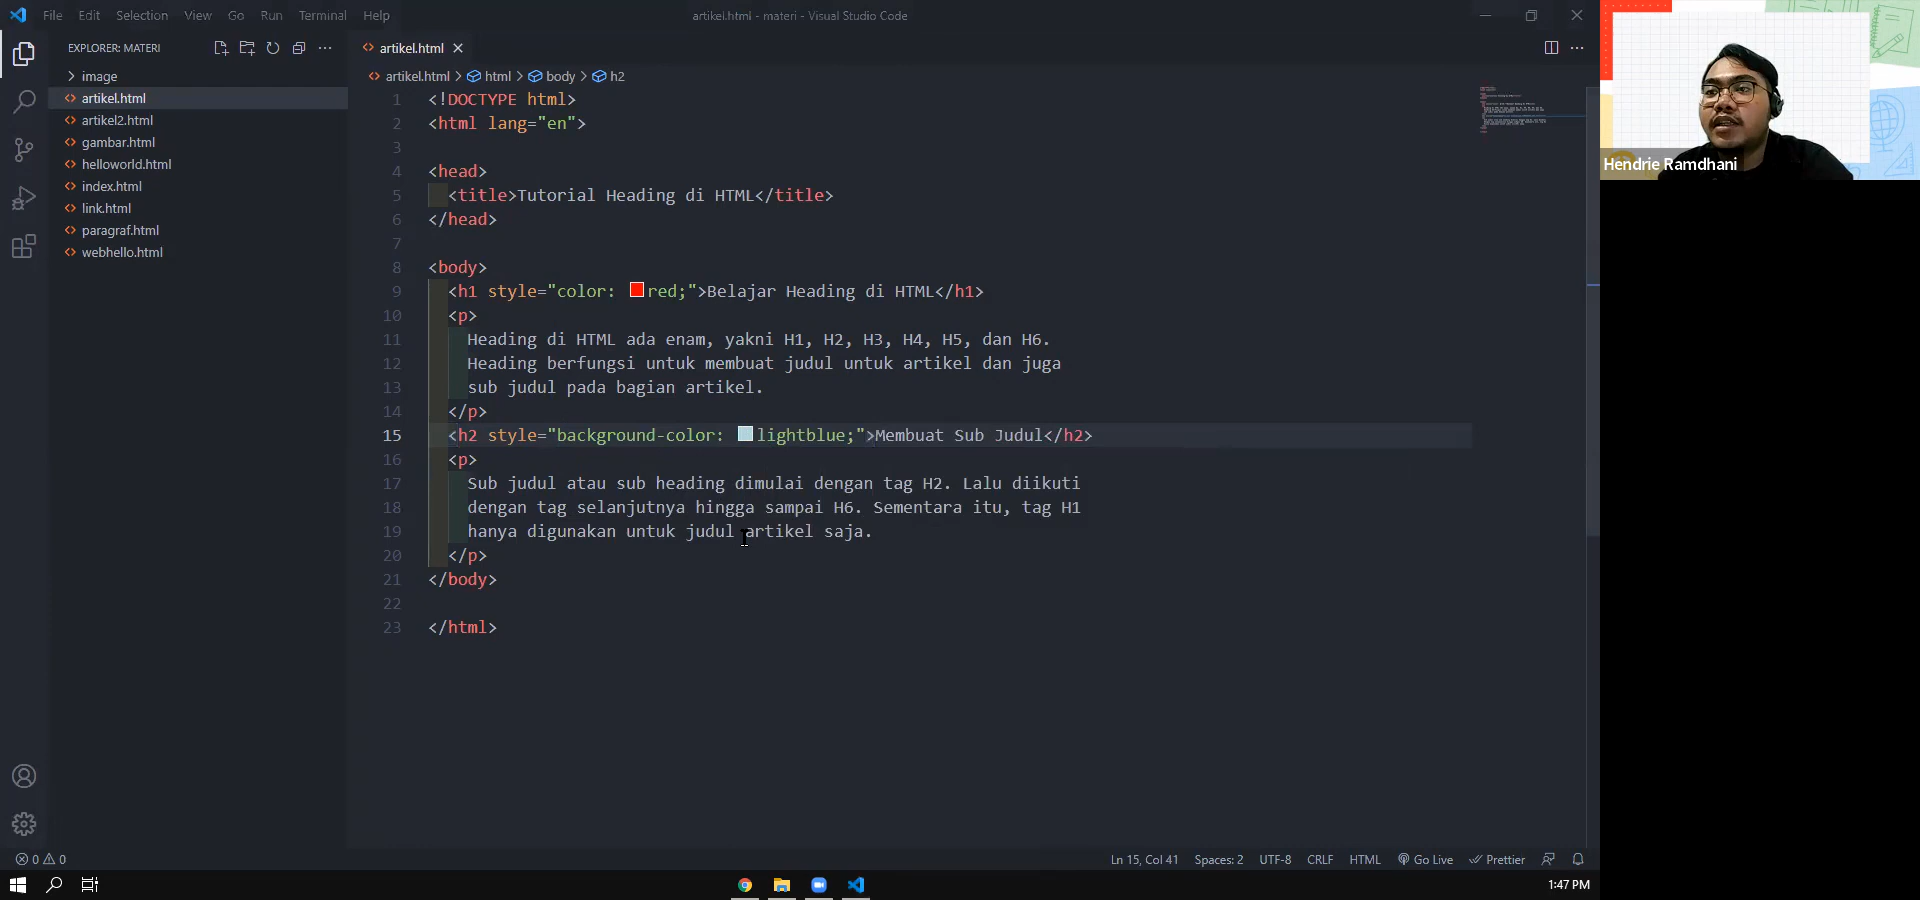 File Edit Selection View Go Run Terminal Help
artikel.html - materi - Visual Studio Code
EXPLORER: MATERI
image
artikel.html
artikel2.html
gambar.html
helloworld.html
index.html
link.html
paragraf.html
webhello.html
artikel.html
artikel.html > html > body > h2
1 <!DOCTYPE html>
2 <html lang="en">
3
4 <head>
5 <title>Tutorial Heading di HTML</title>
6 </head>
7
8 <body>
9 <h1 style="color: red;">Belajar Heading di HTML</h1>
10 <p>
11 Heading di HTML ada enam, yakni H1, H2, H3, H4, H5, dan H6.
12 Heading berfungsi untuk membuat judul untuk artikel dan juga
13 sub judul pada bagian artikel.
14 </p>
15 <h2 style="background-color: lightblue;">Membuat Sub Judul</h2>
16 <p>
17 Sub judul atau sub heading dimulai dengan tag H2. Lalu diikuti
18 dengan tag selanjutnya hingga sampai H6. Sementara itu, tag H1
19 hanya digunakan untuk judul artikel saja.
20 </p>
21 </body>
22
23 </html>
Hendrie Ramdhani
0 0
Ln 15, Col 41 Spaces: 2 UTF-8 CRLF HTML Go Live Prettier
1:47 PM